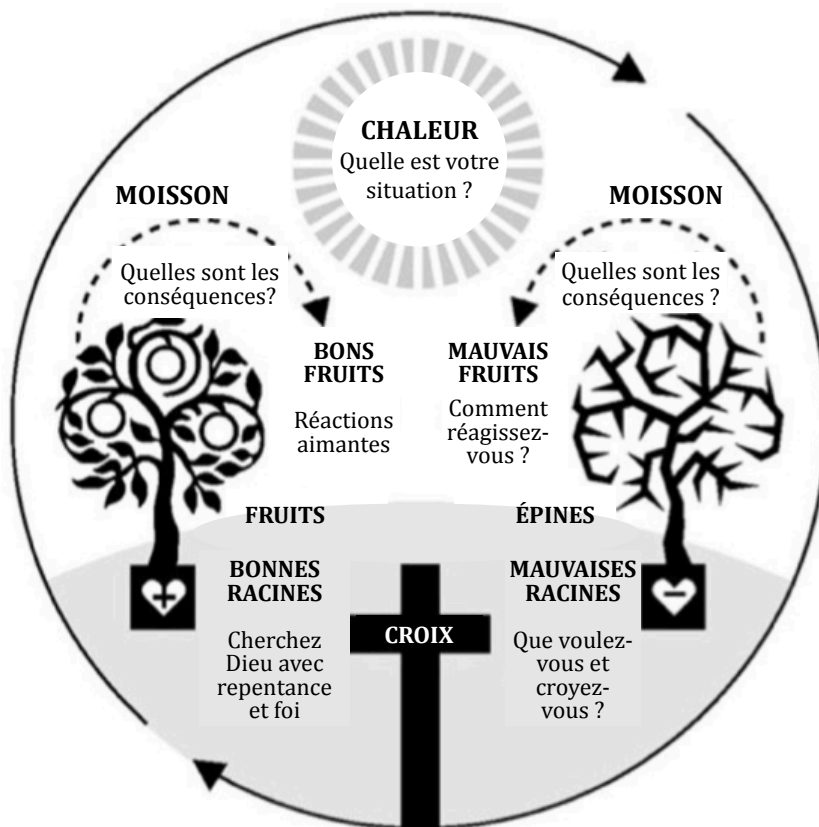 CHALEUR
Quelle est votre
situation ?
MOISSON
Quelles sont les
conséquences?
MOISSON
Quelles sont les
conséquences ?
BONS
FRUITS
Réactions
aimantes
MAUVAIS
FRUITS
Comment
réagissez-
vous ?
FRUITS
ÉPINES
BONNES
RACINES
Cherchez
Dieu avec
repentance
et foi
CROIX
MAUVAISES
RACINES
Que voulez-
vous et
croyez-
vous ?